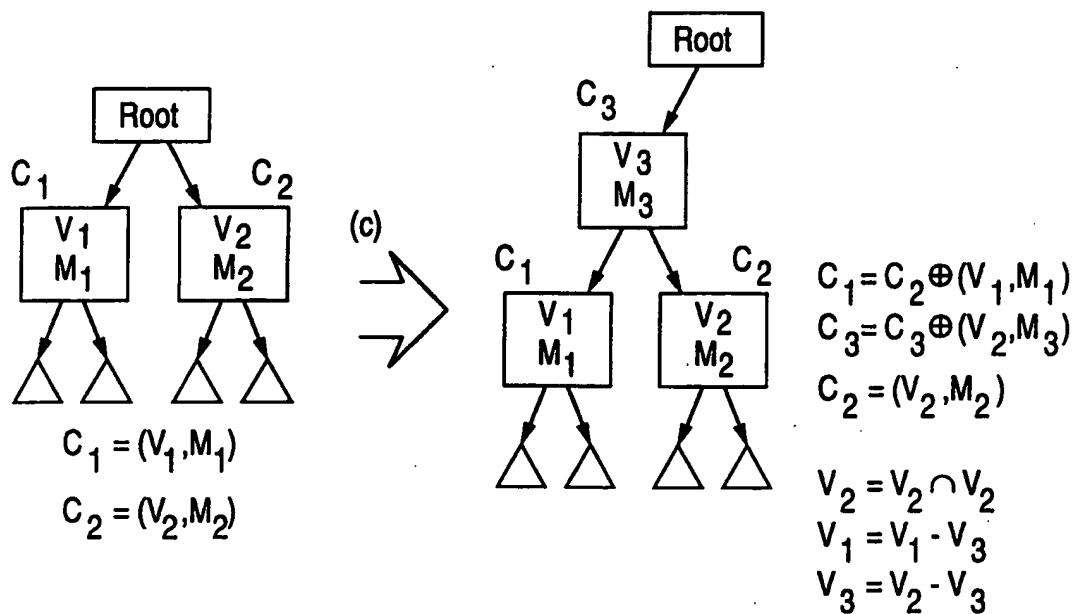 Root
C1
C2
V1
M1
V2
M2
C1 = (V1,M1)
C2 = (V2,M2)
(c)
Root
C3
V3
M3
C1
C2
V1
M1
V2
M2
C1 = C2⊕(V1,M1)
C3 = C3⊕(V2,M3)
C2 = (V2,M2)
V2 = V2 ∩ V2
V1 = V1 - V3
V3 = V2 - V3